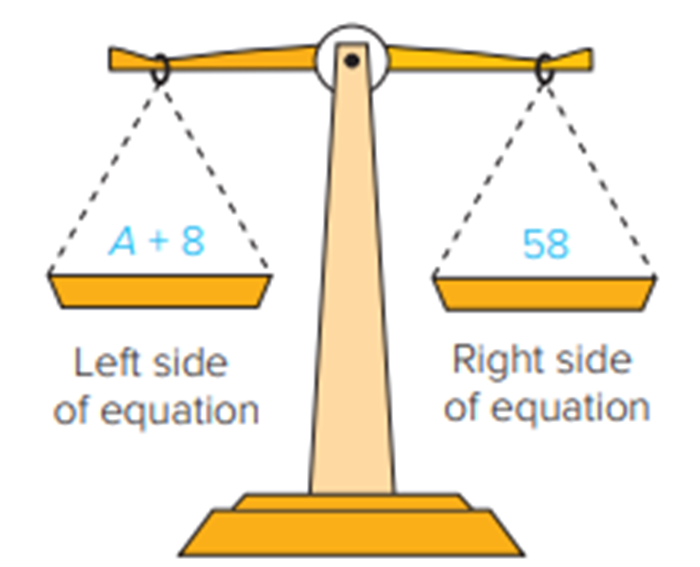 A + 8
58
Left side
of equation
Right side
of equation